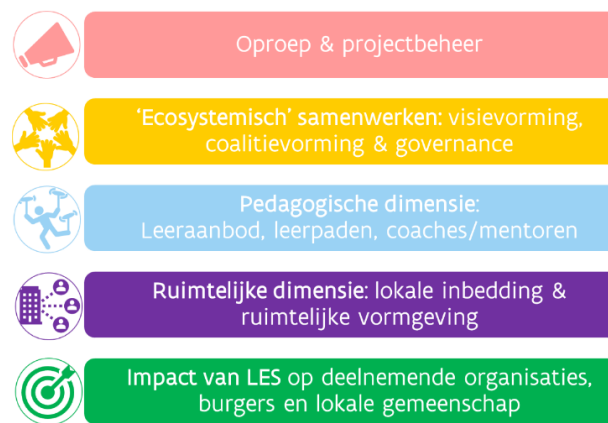 Oproep & projectbeheer
‘Ecosystemisch’ samenwerken: visievorming,
coalitievorming & governance
Pedagogische dimensie:
Leeraanbod, leerpaden, coaches/mentoren
Ruimtelijke dimensie: lokale inbedding &
ruimtelijke vormgeving
Impact van LES op deelnemende organisaties,
burgers en lokale gemeenschap